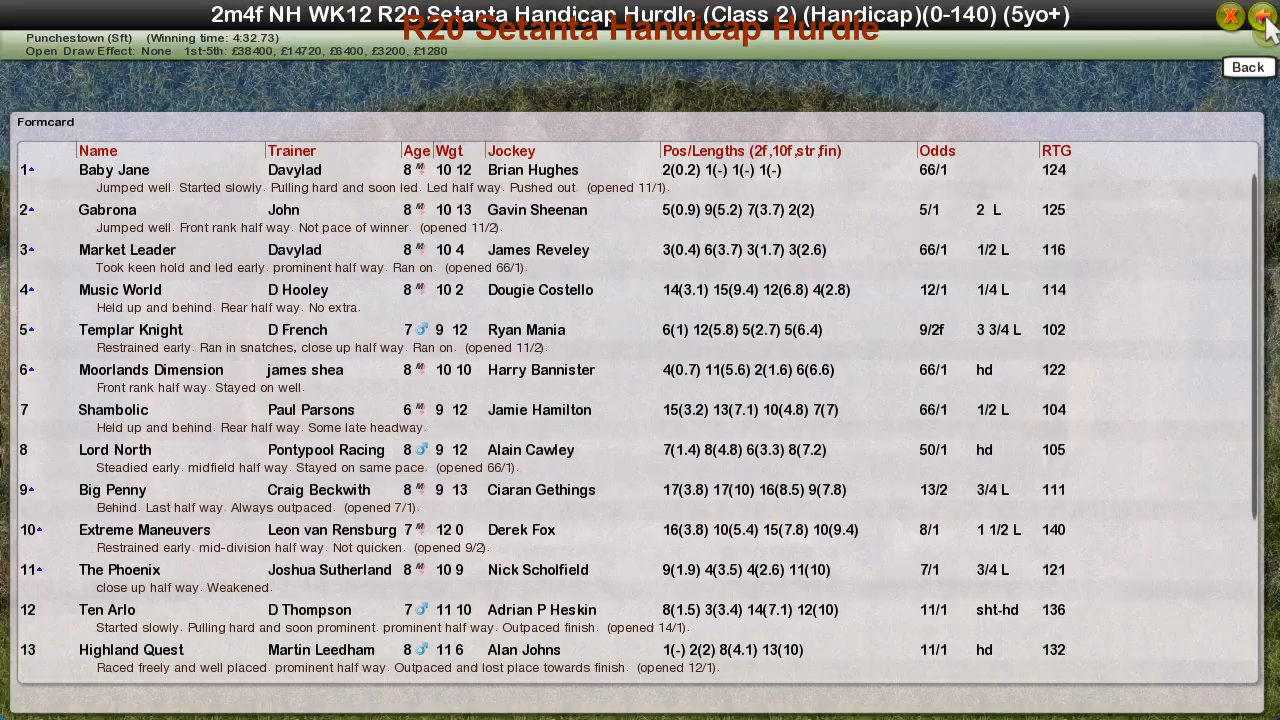 2m4f NH WK12 R20 Setanta Handicap Hurdle (Class 2) (Handicap)(0-140) (5yo+)
R20 Setanta Handicap Hurdle
Punchestown (Sft) (Winning time: 4:32.73)
Open Draw Effect: None 1st-5th: £38400, £14720, £6400, £3200, £1280
X
Back
Formcard
Name Trainer Age Wgt Jockey Pos/Lengths (2f,10f,str,fin) Odds RTG
1 Baby Jane Davylad 8 M 10 12 Brian Hughes 2(0.2) 1(-) 1(-) 1(-) 66/1 124
Jumped well. Started slowly. Pulling hard and soon led. Led half way. Pushed out. (opened 11/1).
2 Gabrona John 8 M 10 13 Gavin Sheenan 5(0.9) 9(5.2) 7(3.7) 2(2) 5/1 2 L 125
Jumped well. Front rank half way. Not pace of winner. (opened 11/2).
3 Market Leader Davylad 8 M 10 4 James Reveley 3(0.4) 6(3.7) 3(1.7) 3(2.6) 66/1 1/2 L 116
Took keen hold and led early. prominent half way. Ran on. (opened 66/1).
4 Music World D Hooley 8 M 10 2 Dougie Costello 14(3.1) 15(9.4) 12(6.8) 4(2.8) 12/1 1/4 L 114
Held up and behind. Rear half way. No extra.
5 Templar Knight D French 7 9 12 Ryan Mania 6(1) 12(5.8) 5(2.7) 5(6.4) 9/2f 3 3/4 L 102
Restrained early. Ran in snatches, close up half way. Ran on. (opened 11/2).
6 Moorlands Dimension james shea 8 M 10 10 Harry Bannister 4(0.7) 11(5.6) 2(1.6) 6(6.6) 66/1 hd 122
Front rank half way. Stayed on well.
7 Shambolic Paul Parsons 6 M 9 12 Jamie Hamilton 15(3.2) 13(7.1) 10(4.8) 7(7) 66/1 1/2 L 104
Held up and behind. Rear half way. Some late headway.
8 Lord North Pontypool Racing 8 9 12 Alain Cawley 7(1.4) 8(4.8) 6(3.3) 8(7.2) 50/1 hd 105
Steadied early. midfield half way. Stayed on same pace. (opened 66/1).
9 Big Penny Craig Beckwith 8 M 9 13 Ciaran Gethings 17(3.8) 17(10) 16(8.5) 9(7.8) 13/2 3/4 L 111
Behind. Last half way. Always outpaced. (opened 7/1).
10 Extreme Maneuvers Leon van Rensburg 7 M 12 0 Derek Fox 16(3.8) 10(5.4) 15(7.8) 10(9.4) 8/1 1 1/2 L 140
Restrained early. mid-division half way. Not quicken. (opened 9/2).
11 The Phoenix Joshua Sutherland 8 M 10 9 Nick Scholfield 9(1.9) 4(3.5) 4(2.6) 11(10) 7/1 3/4 L 121
close up half way. Weakened.
12 Ten Arlo D Thompson 7 11 10 Adrian P Heskin 8(1.5) 3(3.4) 14(7.1) 12(10) 11/1 sht-hd 136
Started slowly. Pulling hard and soon prominent. prominent half way. Outpaced finish. (opened 14/1).
13 Highland Quest Martin Leedham 8 11 6 Alan Johns 1(-) 2(2) 8(4.1) 13(10) 11/1 hd 132
Raced freely and well placed. prominent half way. Outpaced and lost place towards finish. (opened 12/1).